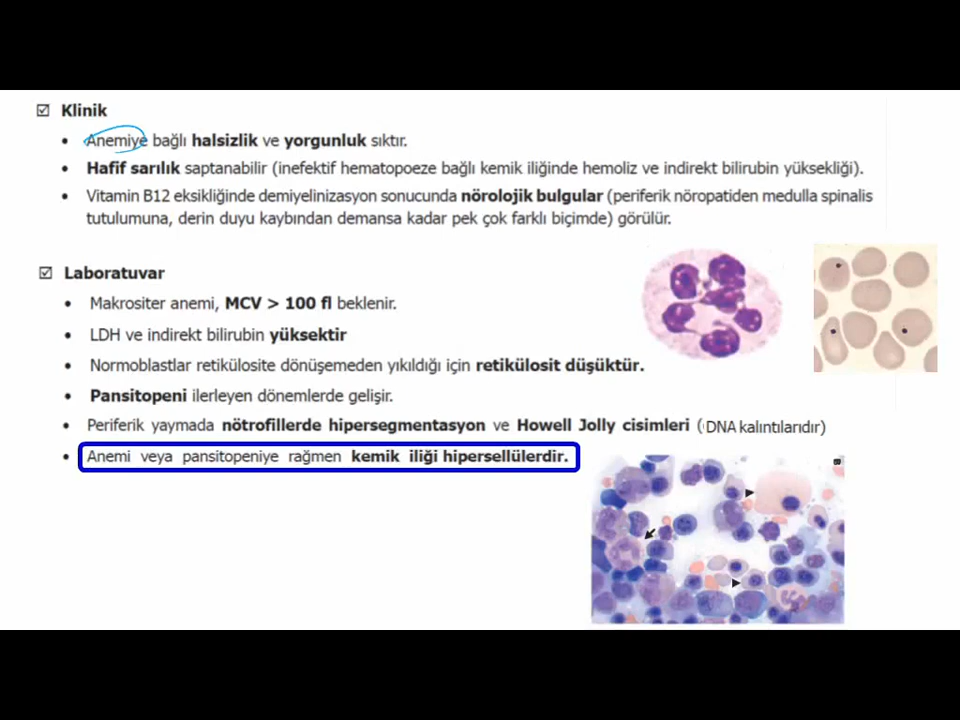 Klinik
• Anemiye bağlı halsizlik ve yorgunluk sıktır.
• Hafif sarılık saptanabilir (inefektif hematopoeze bağlı kemik iliğinde hemoliz ve indirekt bilirubin yüksekliği).
• Vitamin B12 eksikliğinde demiyelinizasyon sonucunda nörolojik bulgular (periferik nöropatiden medulla spinalis
tutulumuna, derin duyu kaybından demansa kadar pek çok farklı biçimde) görülür.
Laboratuvar
• Makrositer anemi, MCV > 100 fl beklenir.
• LDH ve indirekt bilirubin yüksektir
• Normoblastlar retikülosite dönüşemeden yıkıldığı için retikülosit düşüktür.
• Pansitopeni ilerleyen dönemlerde gelişir.
• Periferik yaymada nötrofillerde hipersegmentasyon ve Howell Jolly cisimleri (DNA kalıntılarıdır)
• Anemi veya pansitopeniye rağmen kemik iliği hipersellülerdir.